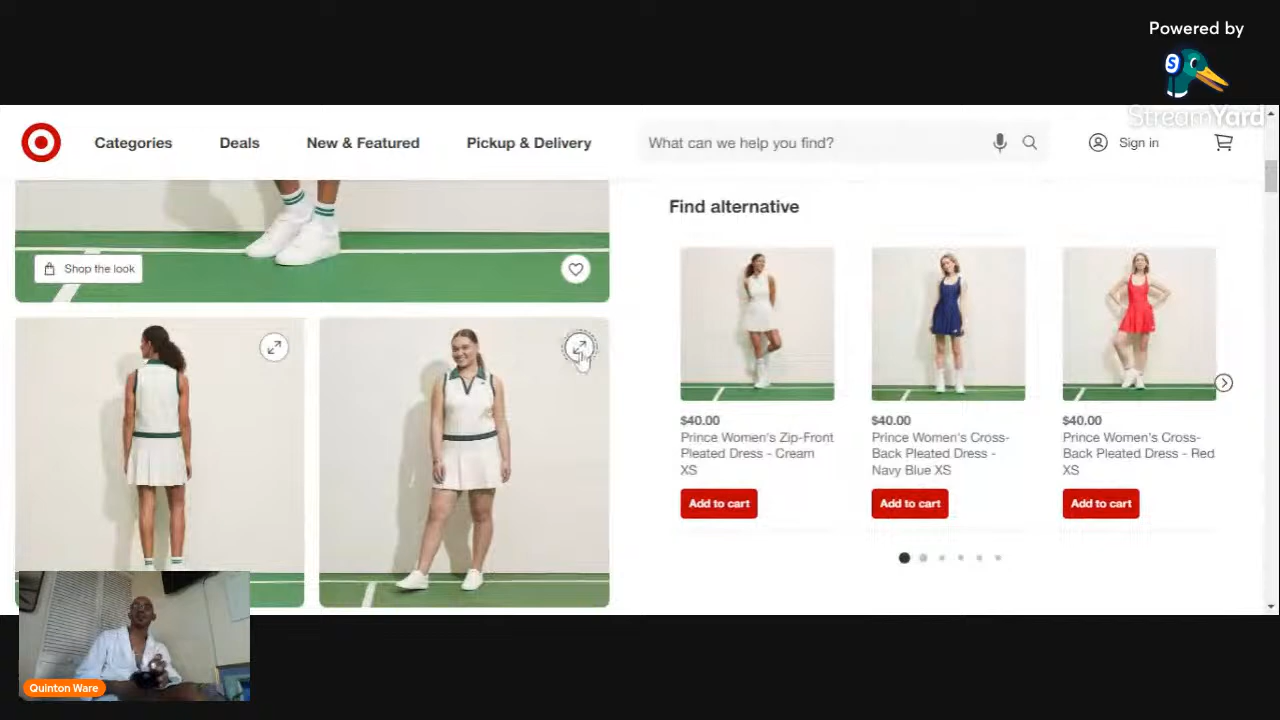 Powered by
S
StreamYard
Categories
Deals
New & Featured
Pickup & Delivery
What can we help you find?
Sign in
Shop the look
Find alternative
$40.00
Prince Women's Zip-Front
Pleated Dress - Cream
XS
Add to cart
$40.00
Prince Women's Cross-
Back Pleated Dress -
Navy Blue XS
Add to cart
$40.00
Prince Women's Cross-
Back Pleated Dress - Red
XS
Add to cart
Quinton Ware